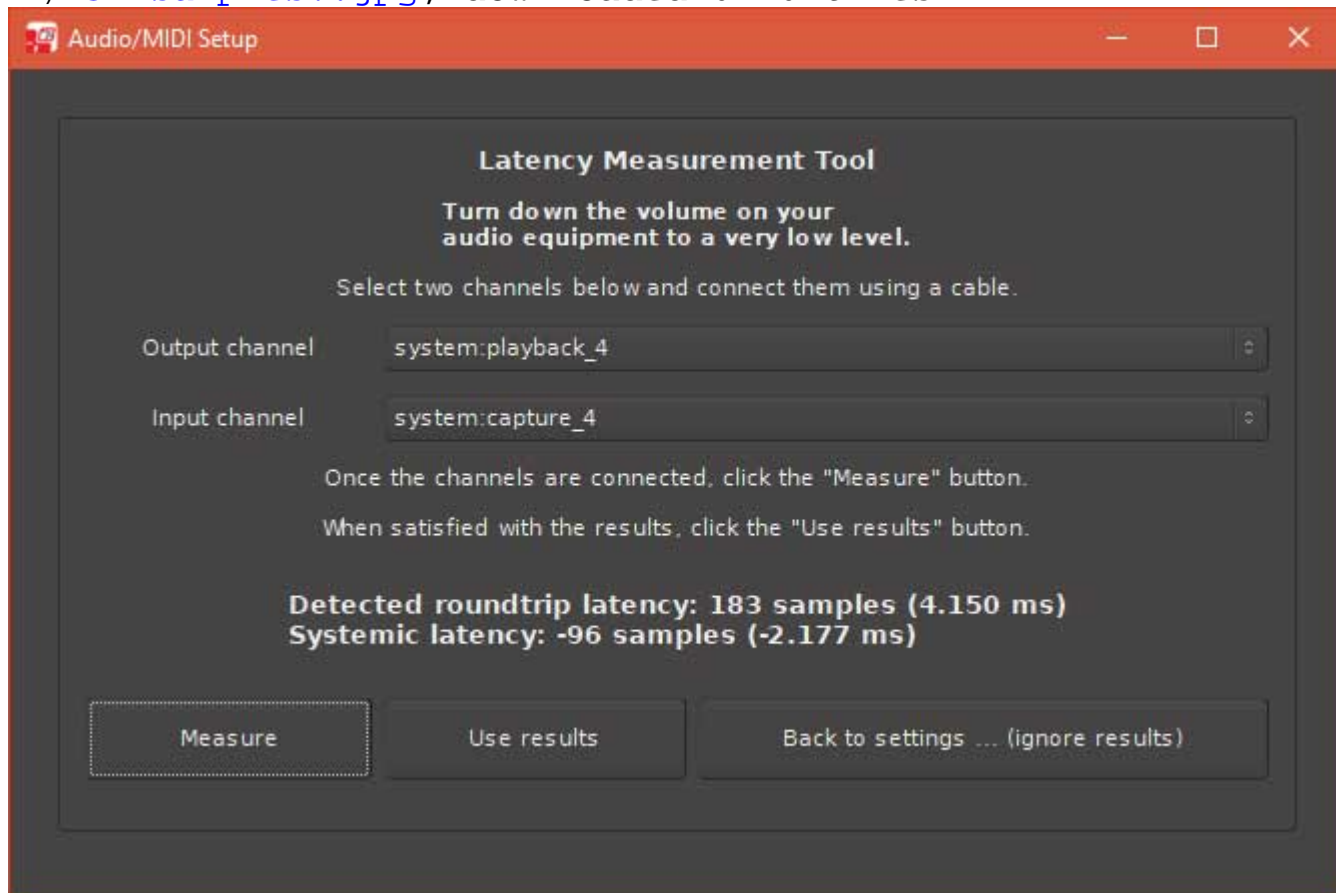 Audio/MIDI Setup
Latency Measurement Tool
Turn down the volume on your
audio equipment to a very low level.
Select two channels below and connect them using a cable.
Output channel system:playback_4
Input channel system:capture_4
Once the channels are connected, click the "Measure" button.
When satisfied with the results, click the "Use results" button.
Detected roundtrip latency: 183 samples (4.150 ms)
Systemic latency: -96 samples (-2.177 ms)
Measure Use results Back to settings ... (ignore results)